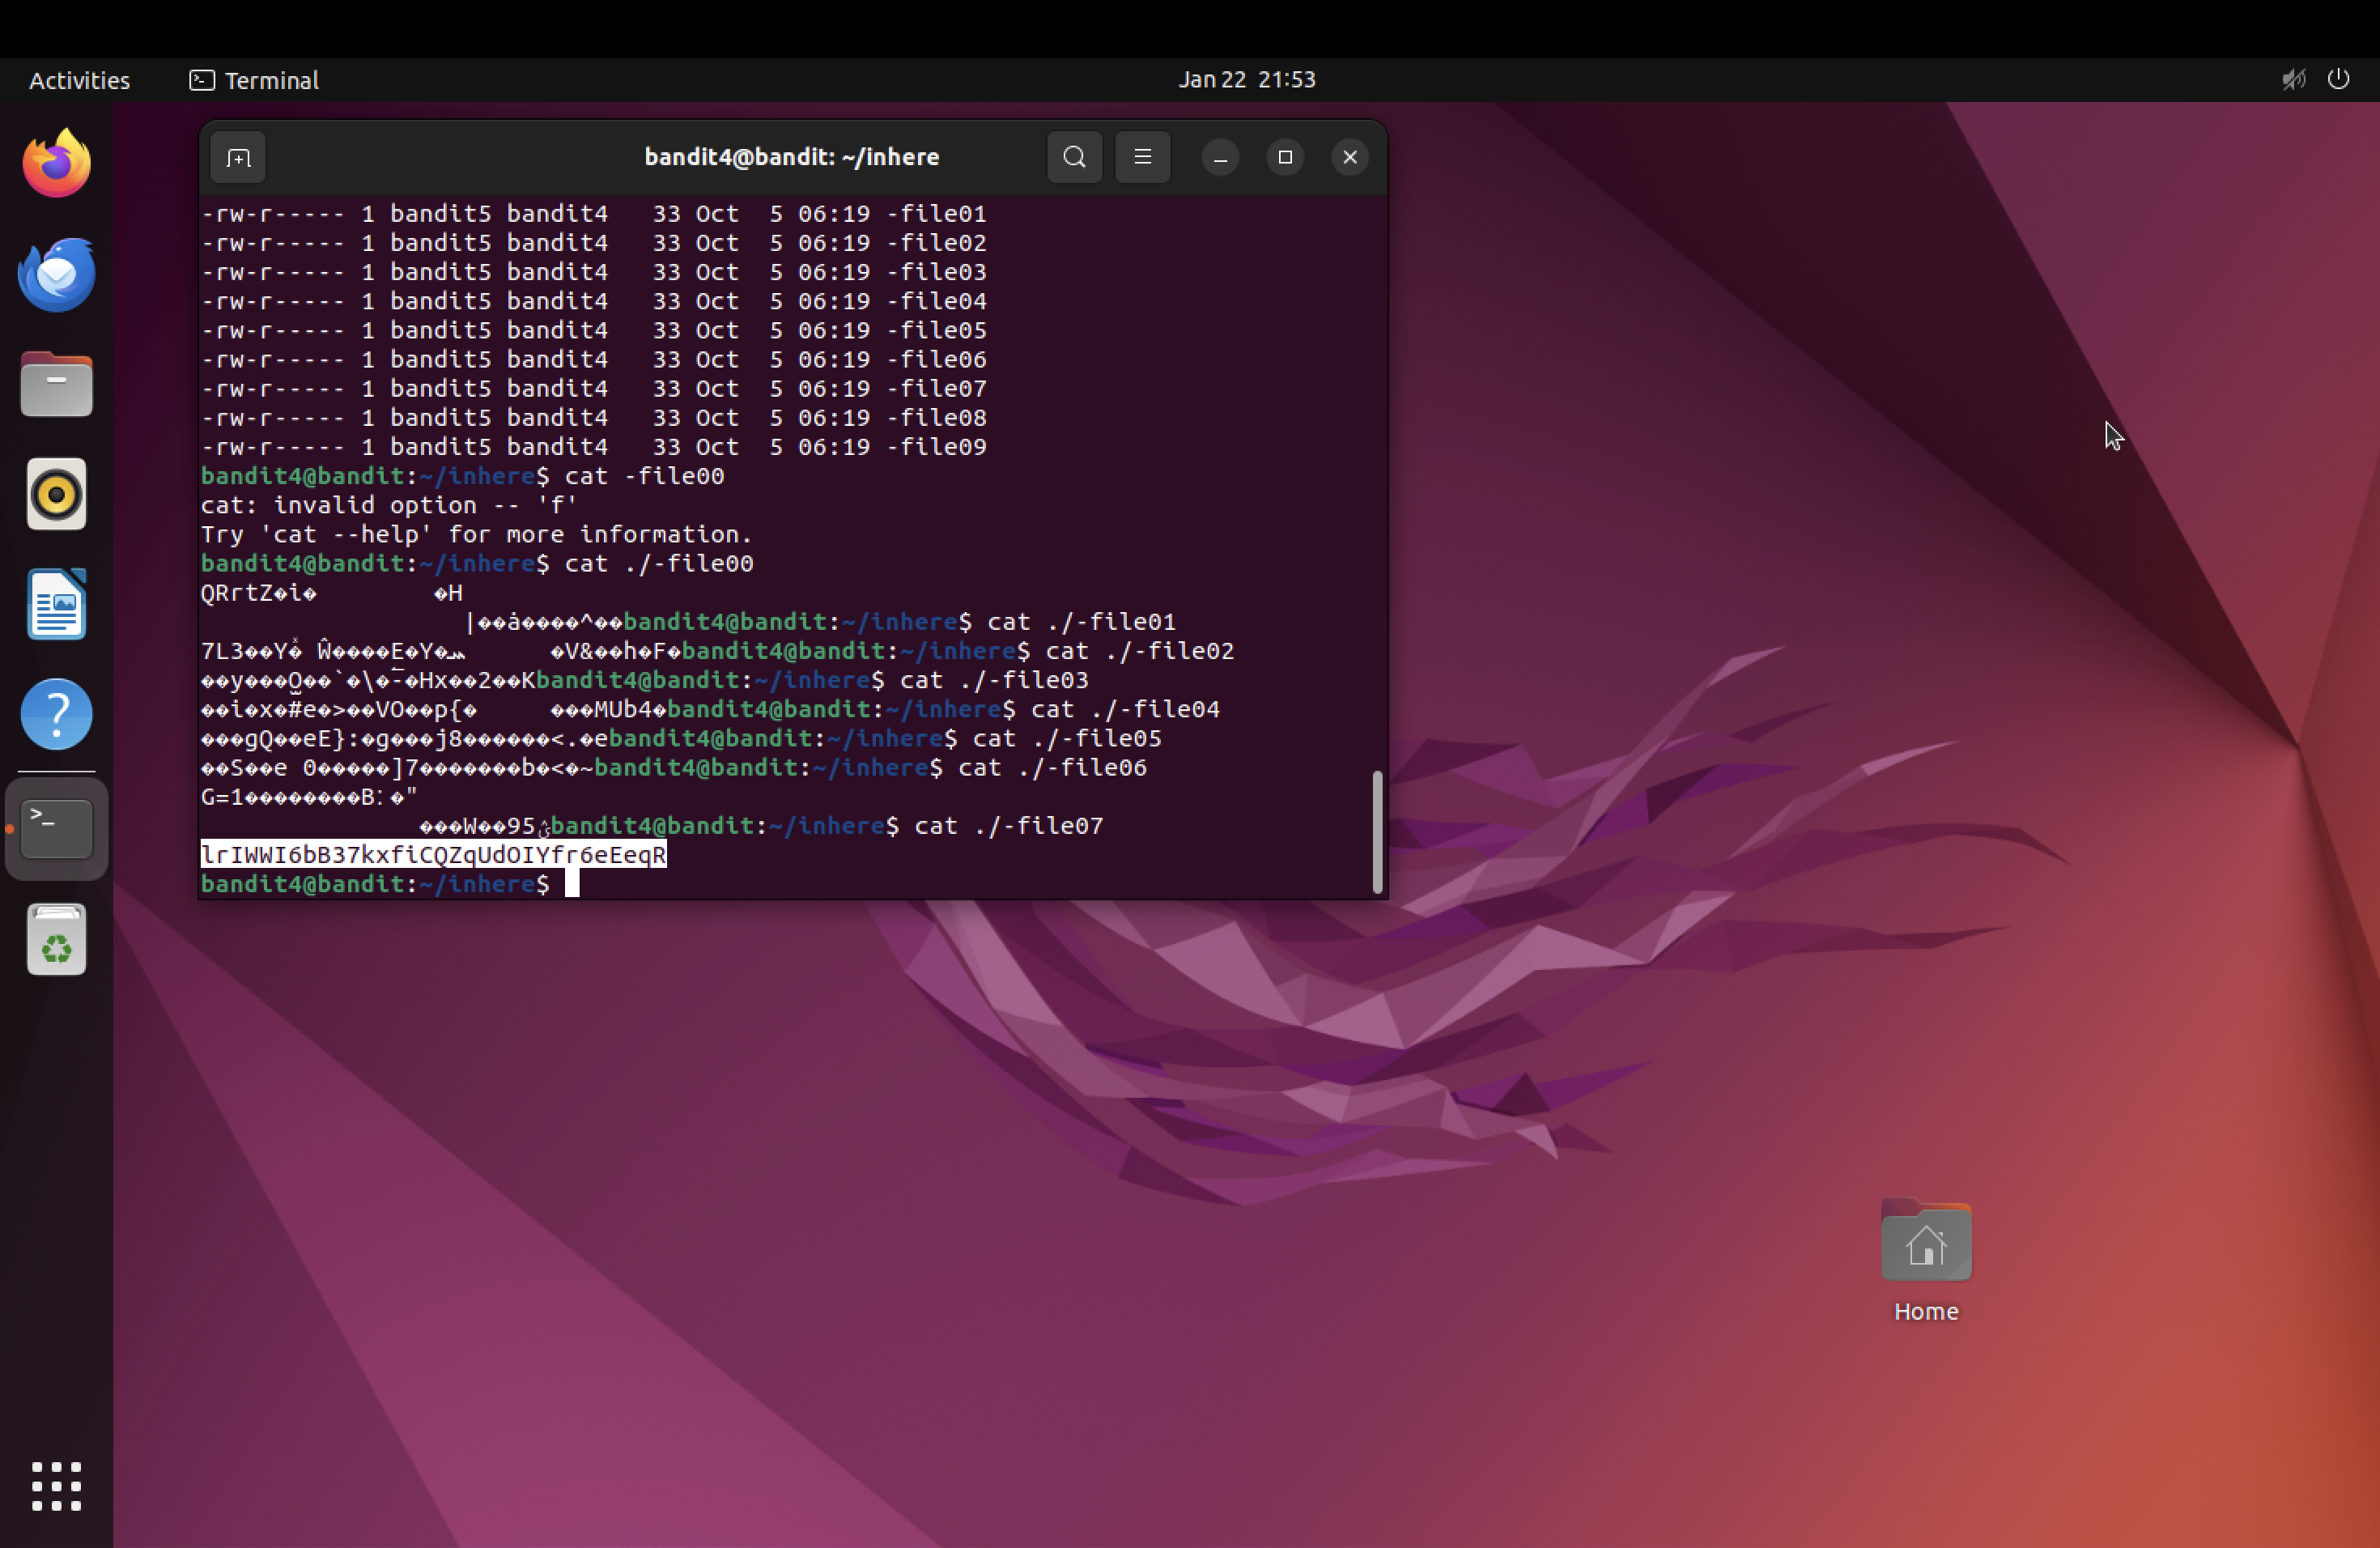 Activities Terminal Jan 22 21:53
bandit4@bandit: ~/inhere
-rw-r----- 1 bandit5 bandit4   33 Oct  5 06:19 -file01
-rw-r----- 1 bandit5 bandit4   33 Oct  5 06:19 -file02
-rw-r----- 1 bandit5 bandit4   33 Oct  5 06:19 -file03
-rw-r----- 1 bandit5 bandit4   33 Oct  5 06:19 -file04
-rw-r----- 1 bandit5 bandit4   33 Oct  5 06:19 -file05
-rw-r----- 1 bandit5 bandit4   33 Oct  5 06:19 -file06
-rw-r----- 1 bandit5 bandit4   33 Oct  5 06:19 -file07
-rw-r----- 1 bandit5 bandit4   33 Oct  5 06:19 -file08
-rw-r----- 1 bandit5 bandit4   33 Oct  5 06:19 -file09
bandit4@bandit:~/inhere$ cat -file00
cat: invalid option -- 'f'
Try 'cat --help' for more information.
bandit4@bandit:~/inhere$ cat ./-file00
QRrtZ�i�        �H
|��ȧ����^��bandit4@bandit:~/inhere$ cat ./-file01
7L3��Y� Ŵ����E�Y�      �V&��h�F�bandit4@bandit:~/inhere$ cat ./-file02
��y���O��`�\�-�Hx��2��Kbandit4@bandit:~/inhere$ cat ./-file03
��i�x�#e�>��VO��p{�     ���MUb4�bandit4@bandit:~/inhere$ cat ./-file04
���gQ��eE}:�g���j8������<.�ebandit4@bandit:~/inhere$ cat ./-file05
��S��e 0�����]7�������b�<�~bandit4@bandit:~/inhere$ cat ./-file06
G=1��������B:�"
���W��95bandit4@bandit:~/inhere$ cat ./-file07
lrIWWI6bB37kxfiCQZqUdOIYfr6eEeqR
bandit4@bandit:~/inhere$
Home